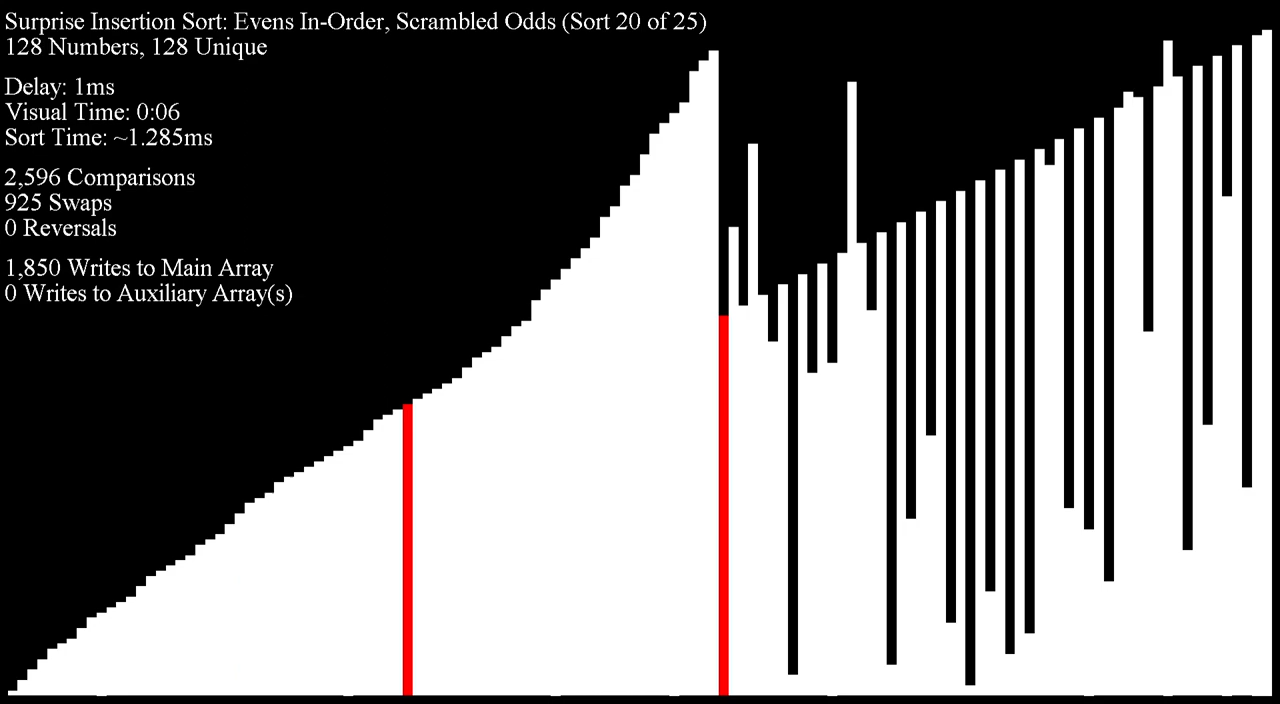 Surprise Insertion Sort: Evens In-Order, Scrambled Odds (Sort 20 of 25)
128 Numbers, 128 Unique
Delay: 1ms
Visual Time: 0:06
Sort Time: ~1.285ms
2,596 Comparisons
925 Swaps
0 Reversals
1,850 Writes to Main Array
0 Writes to Auxiliary Array(s)